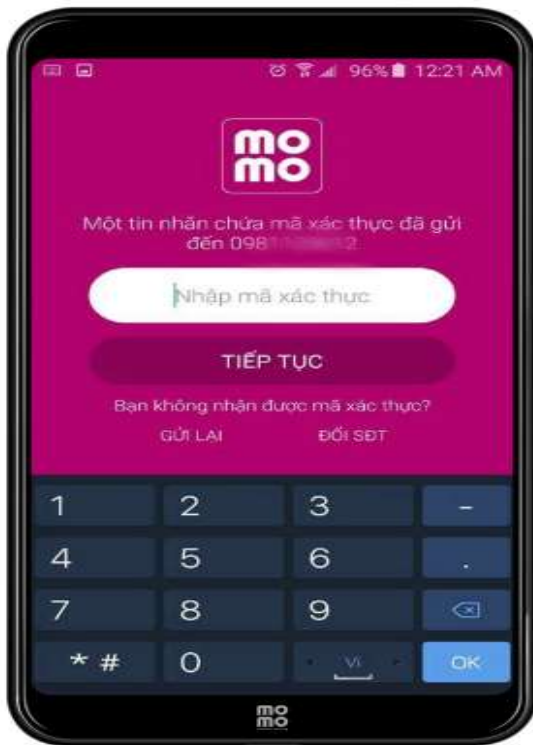 96% 12:21 AM
mo
mo
Một tin nhắn chứa mã xác thực đã gửi
đến 098
Nhập mã xác thực
TIẾP TỤC
Bạn không nhận được mã xác thực?
GỬI LẠI ĐỔI SĐT
1 2 3 -
4 5 6 .
7 8 9
* # 0 Vi OK
mo
mo